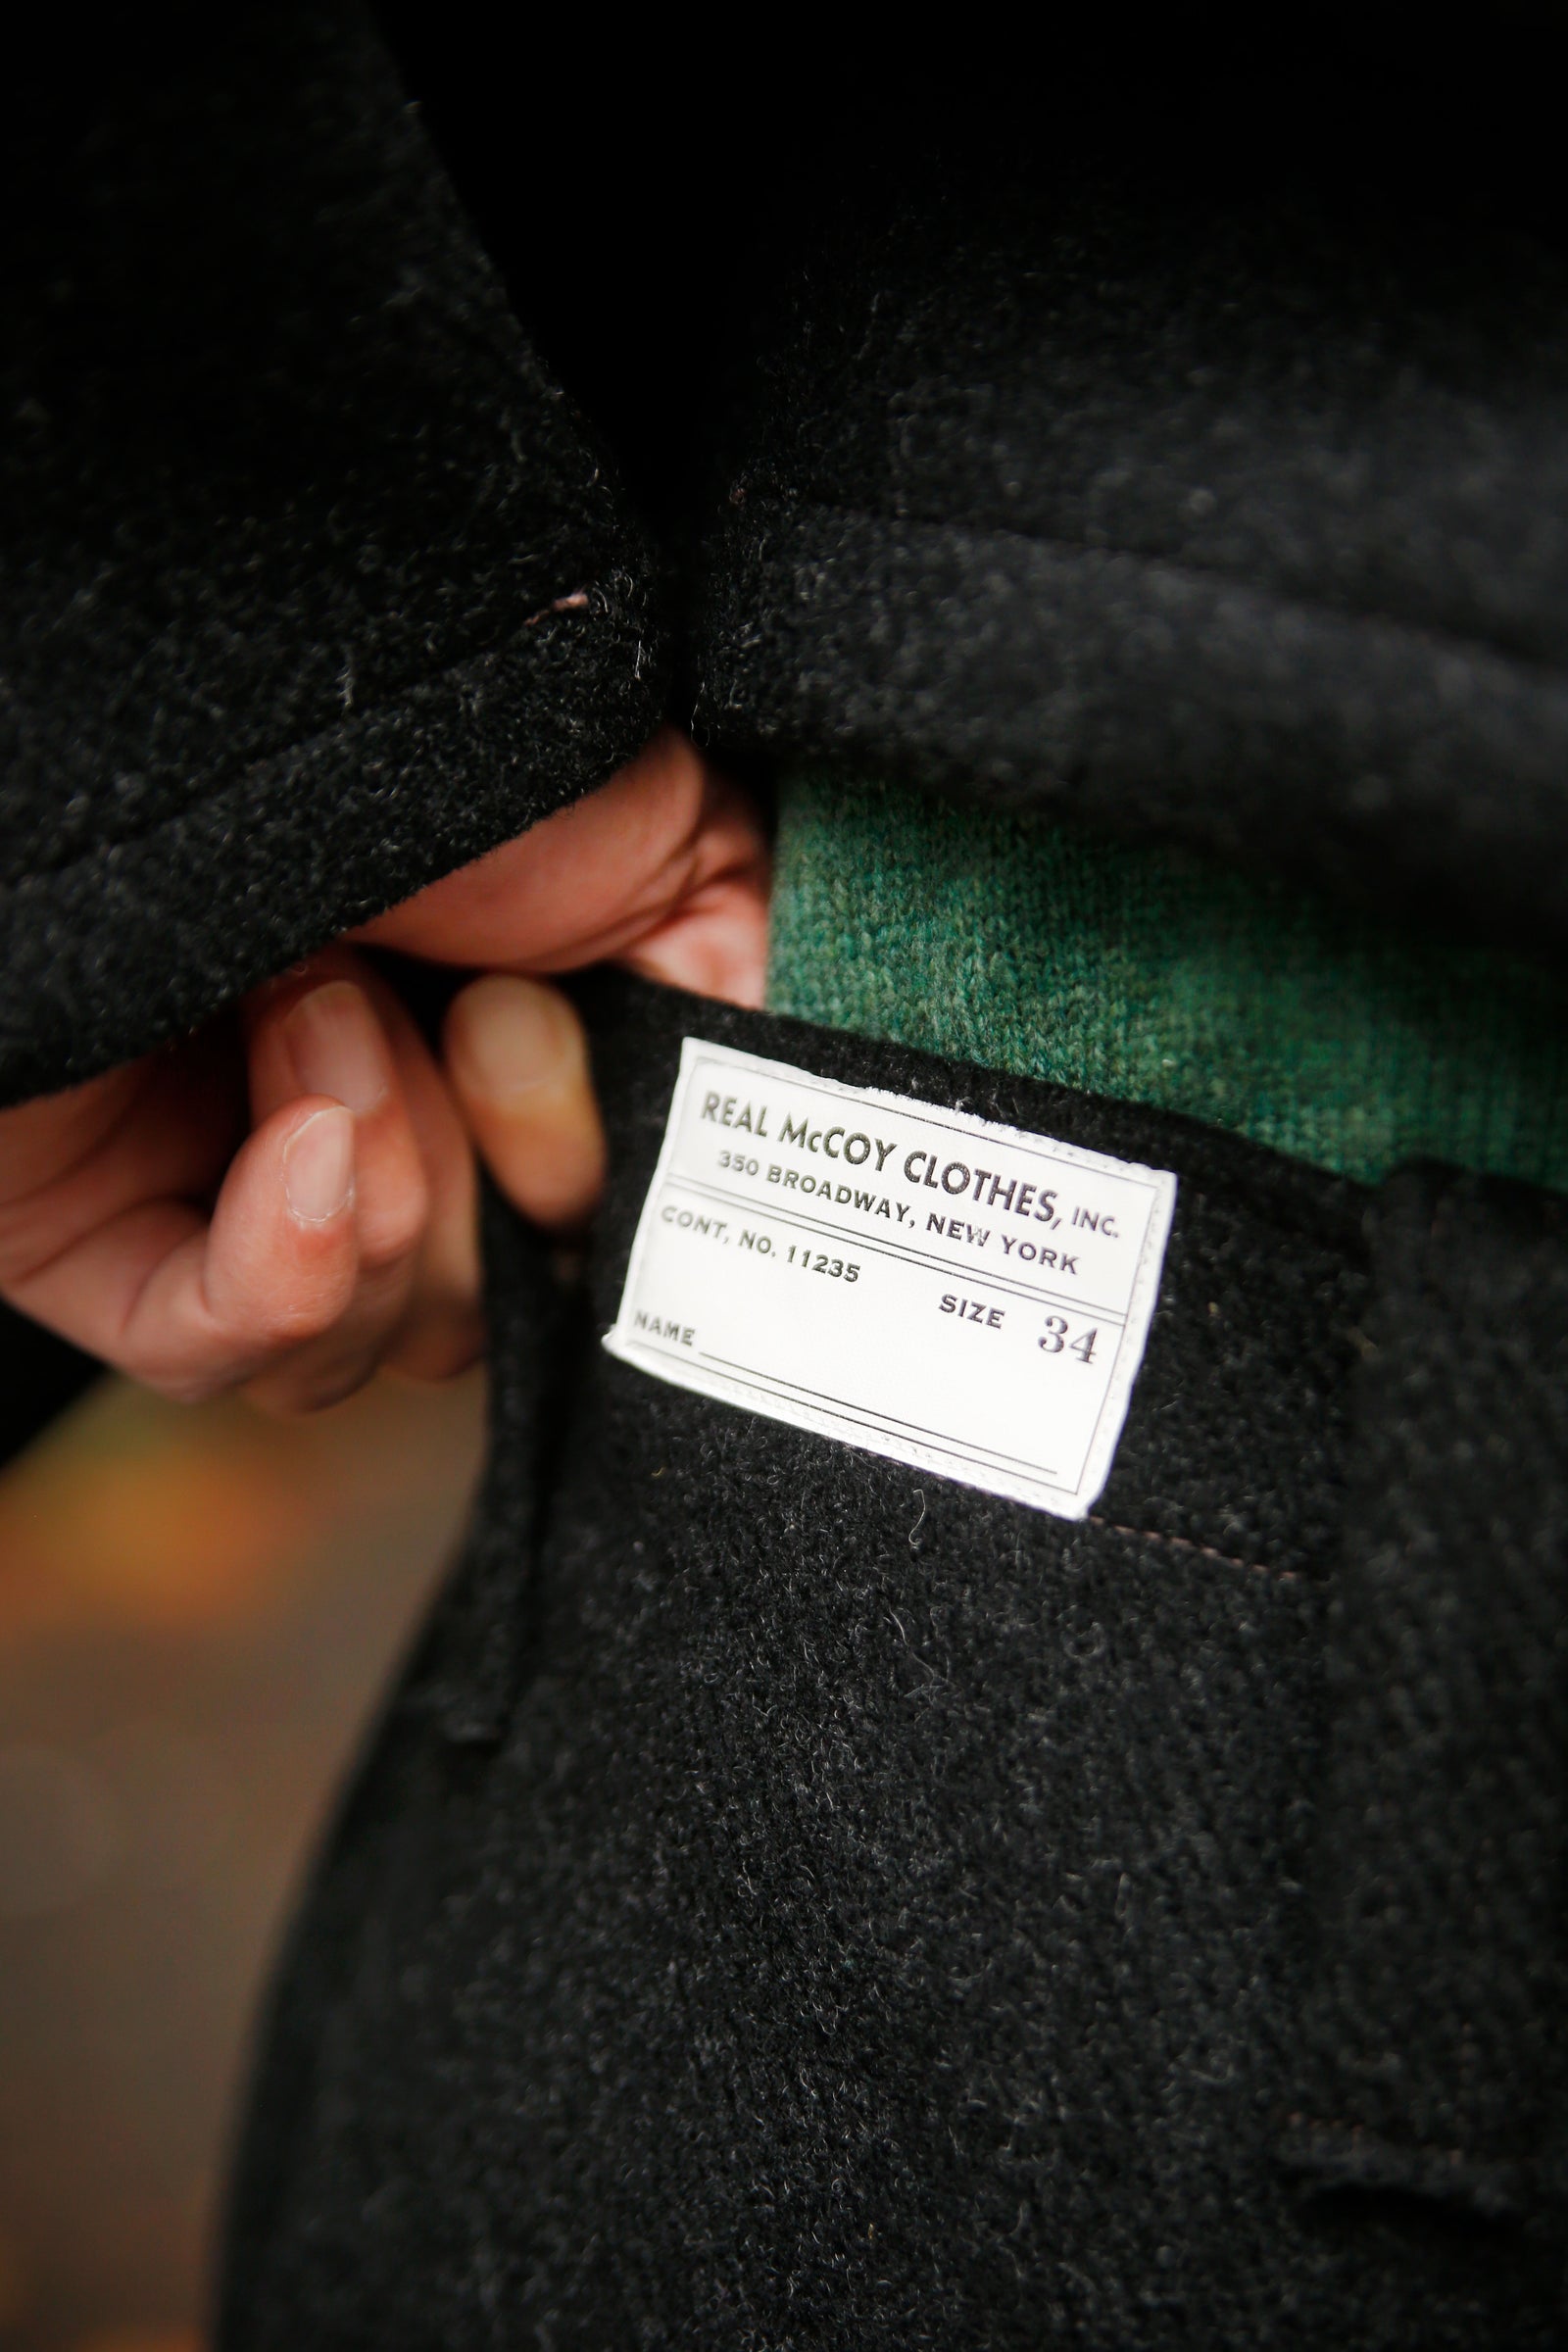 REAL McCOY CLOTHES, INC.
350 BROADWAY, NEW YORK
CONT, NO. 11235
SIZE 34
NAME